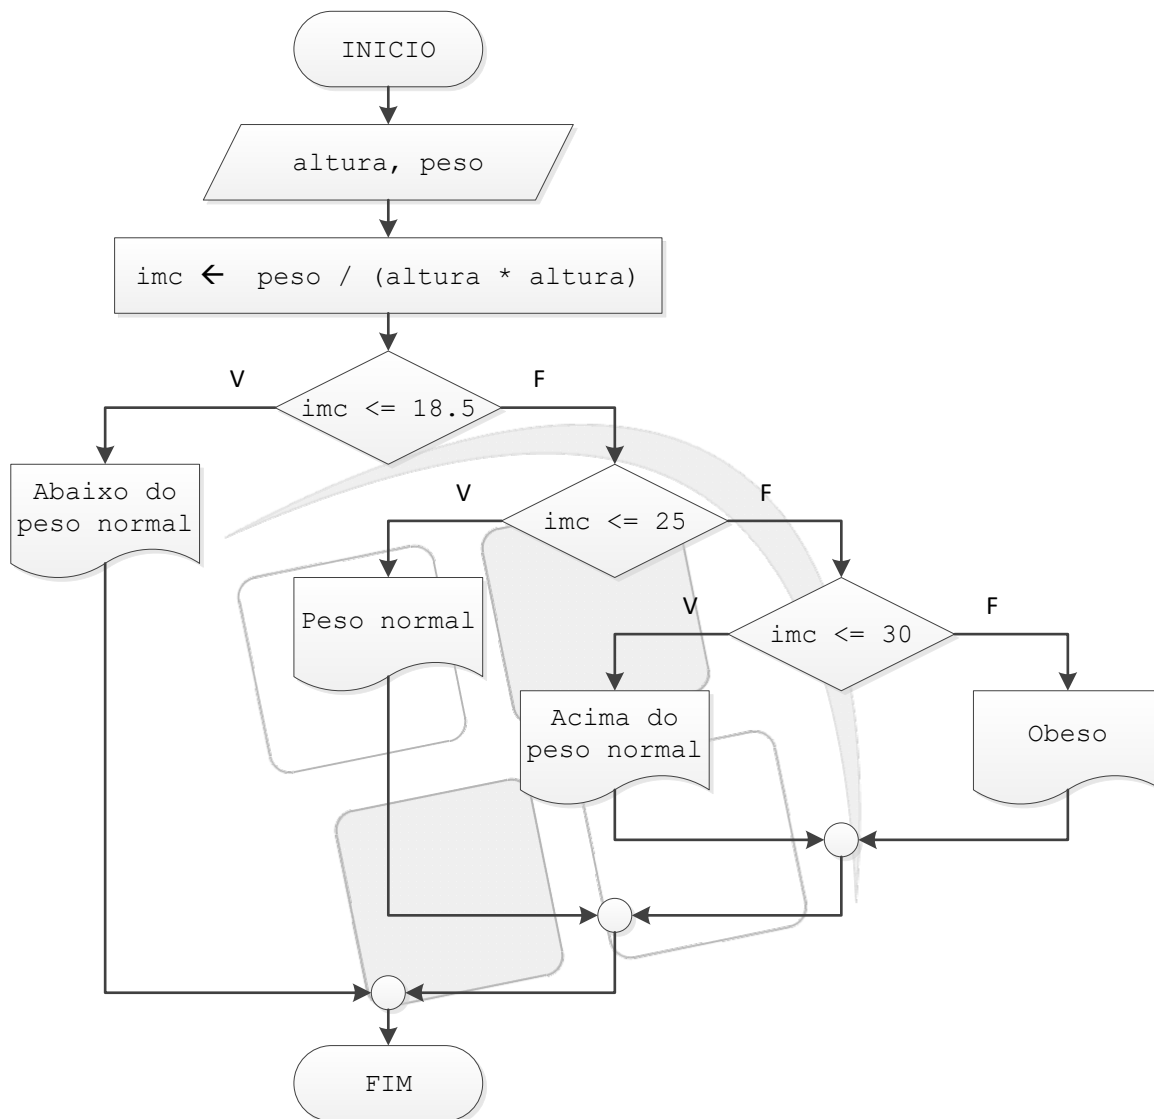 INICIO
altura, peso
imc ← peso / (altura * altura)
V
F
imc <= 18.5
Abaixo do
peso normal
V
F
imc <= 25
Peso normal
V
F
imc <= 30
Acima do
peso normal
Obeso
FIM